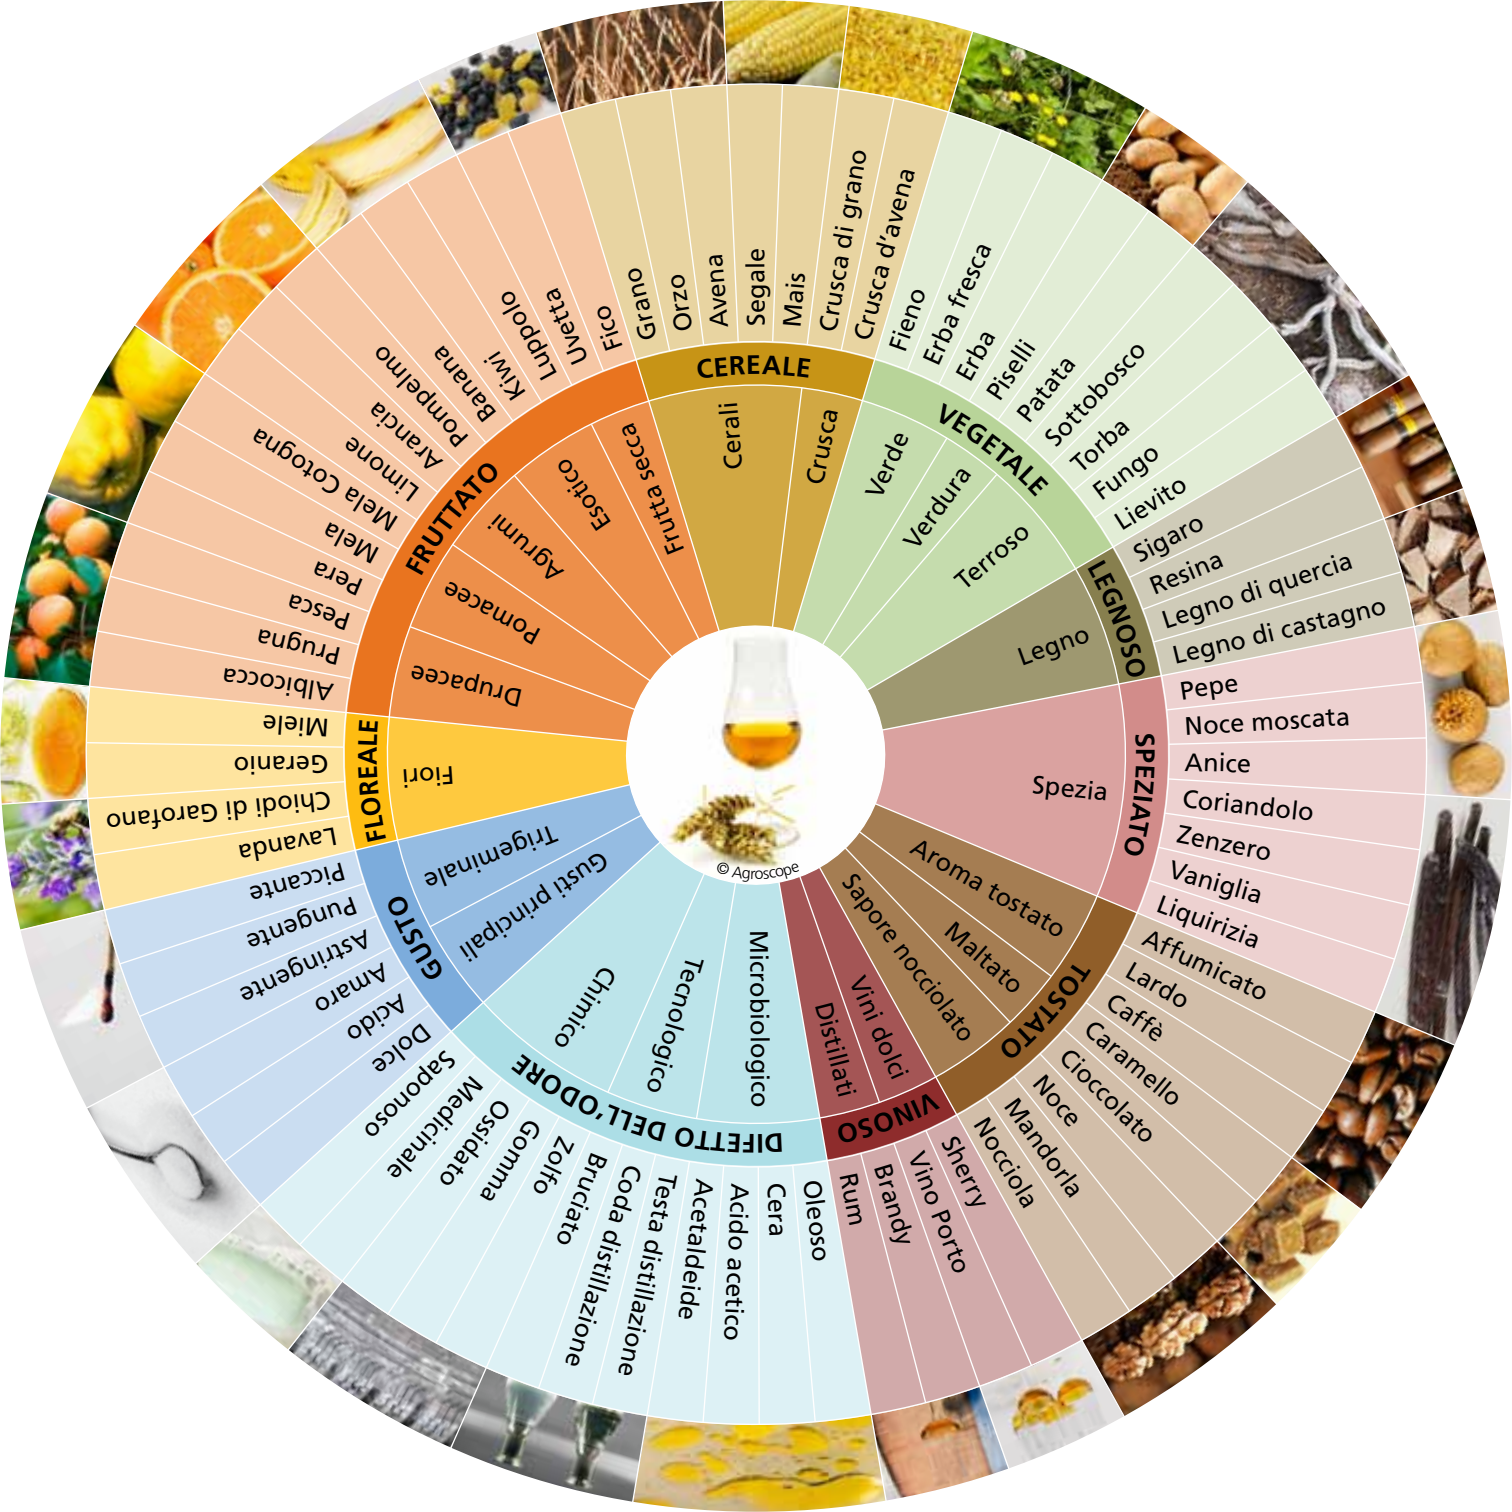 CEREALE
Cerali
Crusca
Grano
Orzo
Avena
Segale
Mais
Crusca di grano
Crusca d'avena
VEGETALE
Verde
Verdura
Terroso
Fieno
Erba fresca
Erba
Piselli
Patata
Sottobosco
Torba
Fungo
Lievito
LEGNOSO
Legno
Sigaro
Resina
Legno di quercia
Legno di castagno
SPEZIATO
Spezia
Pepe
Noce moscata
Anice
Coriandolo
Zenzero
Vaniglia
Liquirizia
TOSTATO
Aroma tostato
Maltato
Sapore nocciolato
Affumicato
Lardo
Caffè
Caramello
Cioccolato
Noce
Mandorla
Nocciola
VINOSO
Vini dolci
Distillati
Sherry
Vino Porto
Brandy
Rum
DIFETTO DELL'ODORE
Microbiologico
Tecnologico
Chimico
Oleoso
Cera
Acido acetico
Acetaldeide
Testa distillazione
Coda distillazione
Bruciato
Zolfo
Gomma
Ossidato
Medicinale
Saponoso
GUSTO
Gusti principali
Trigeminale
Dolce
Acido
Amaro
Astringente
Pungente
Piccante
FLOREALE
Fiori
Lavanda
Chiodi di Garofano
Geranio
Miele
FRUTTATO
Drupacee
Pomacee
Agrumi
Esotico
Frutta secca
Albicocca
Prugna
Pesca
Pera
Mela
Mela Cotogna
Limone
Arancia
Pompelmo
Banana
Kiwi
Luppolo
Uvetta
Fico
© Agroscope